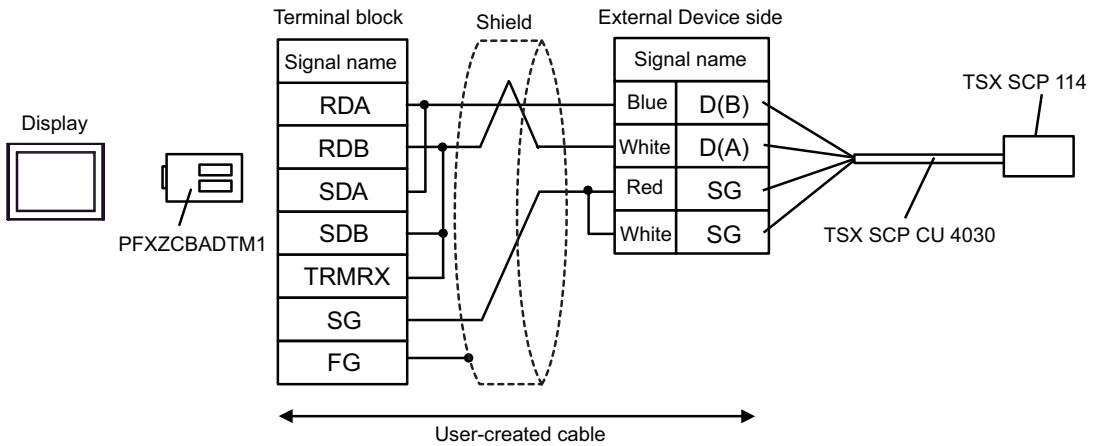 Terminal block
Shield
External Device side
Signal name
Signal name
RDA
RDB
SDA
SDB
TRMRX
SG
FG
Blue D(B)
White D(A)
Red SG
White SG
Display
PFXZCBADTM1
TSX SCP 114
TSX SCP CU 4030
User-created cable